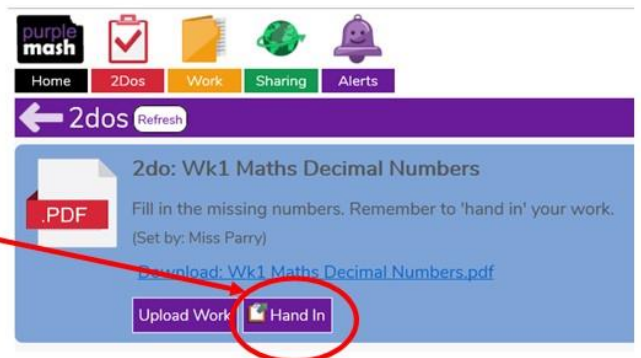 purple
mash
Home 2Dos Work Sharing Alerts
2dos Refresh
2do: Wk1 Maths Decimal Numbers
.PDF
Fill in the missing numbers. Remember to 'hand in' your work.
(Set by: Miss Parry)
Download: Wk1 Maths Decimal Numbers.pdf
Upload Work Hand In